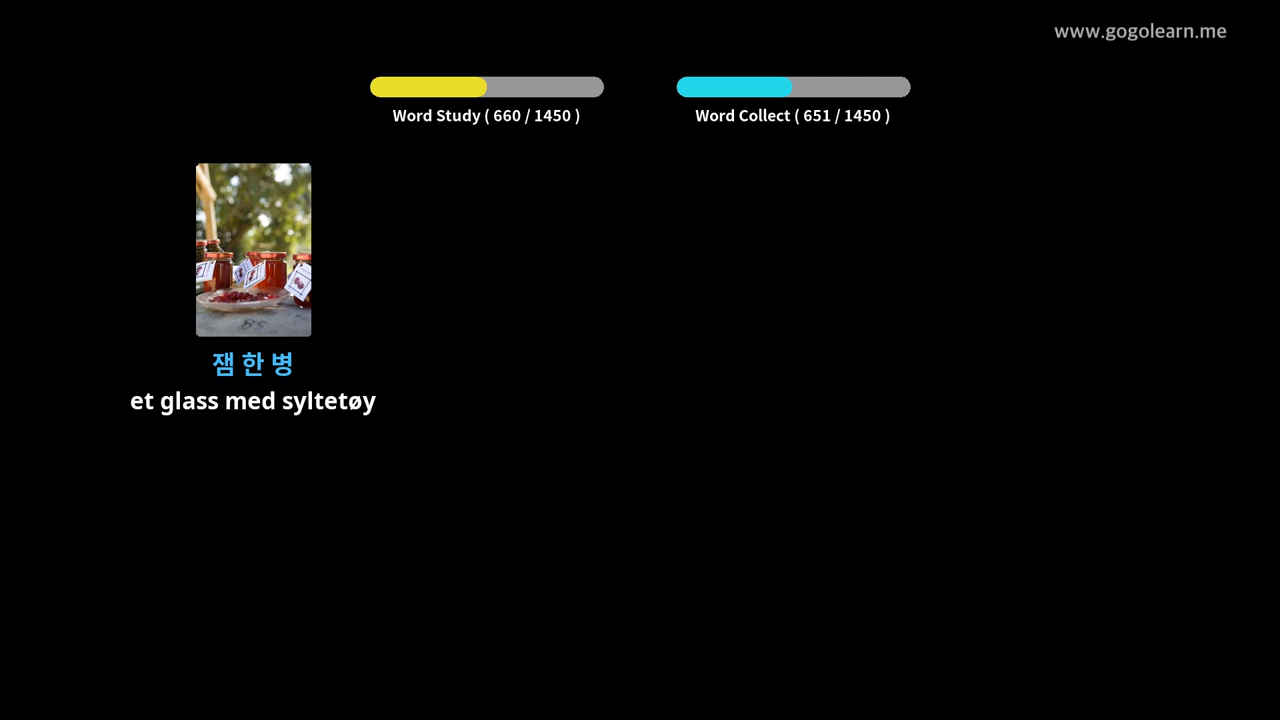 www.gogolearn.me
Word Study ( 660 / 1450 )
Word Collect ( 651 / 1450 )
잼 한 병
et glass med syltetøy